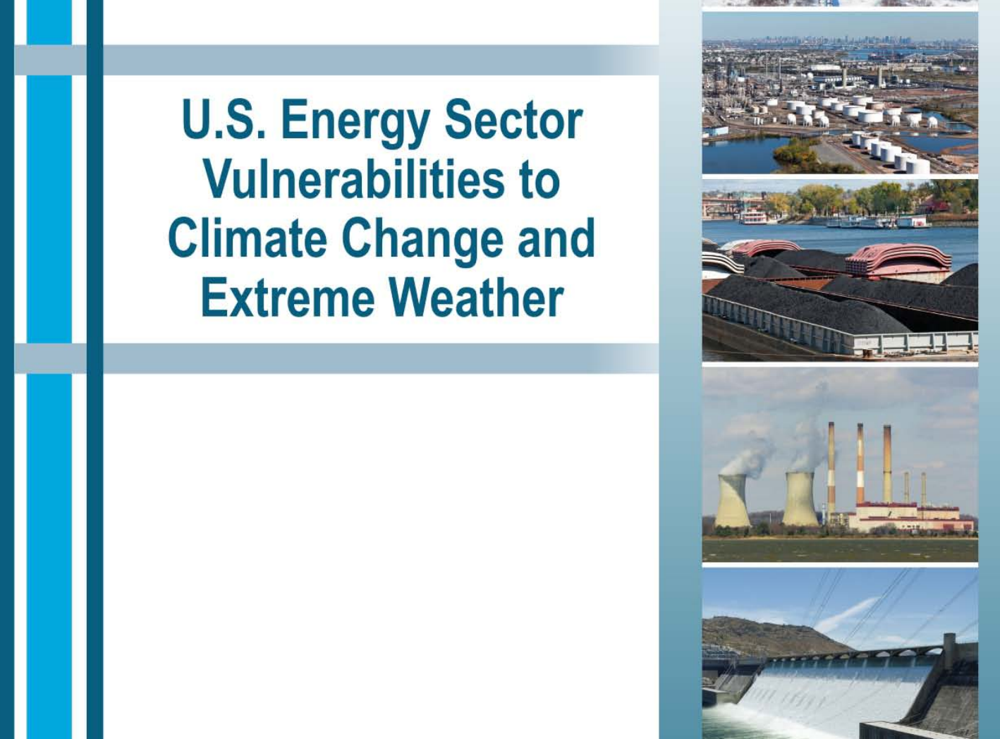 U.S. Energy Sector
Vulnerabilities to
Climate Change and
Extreme Weather